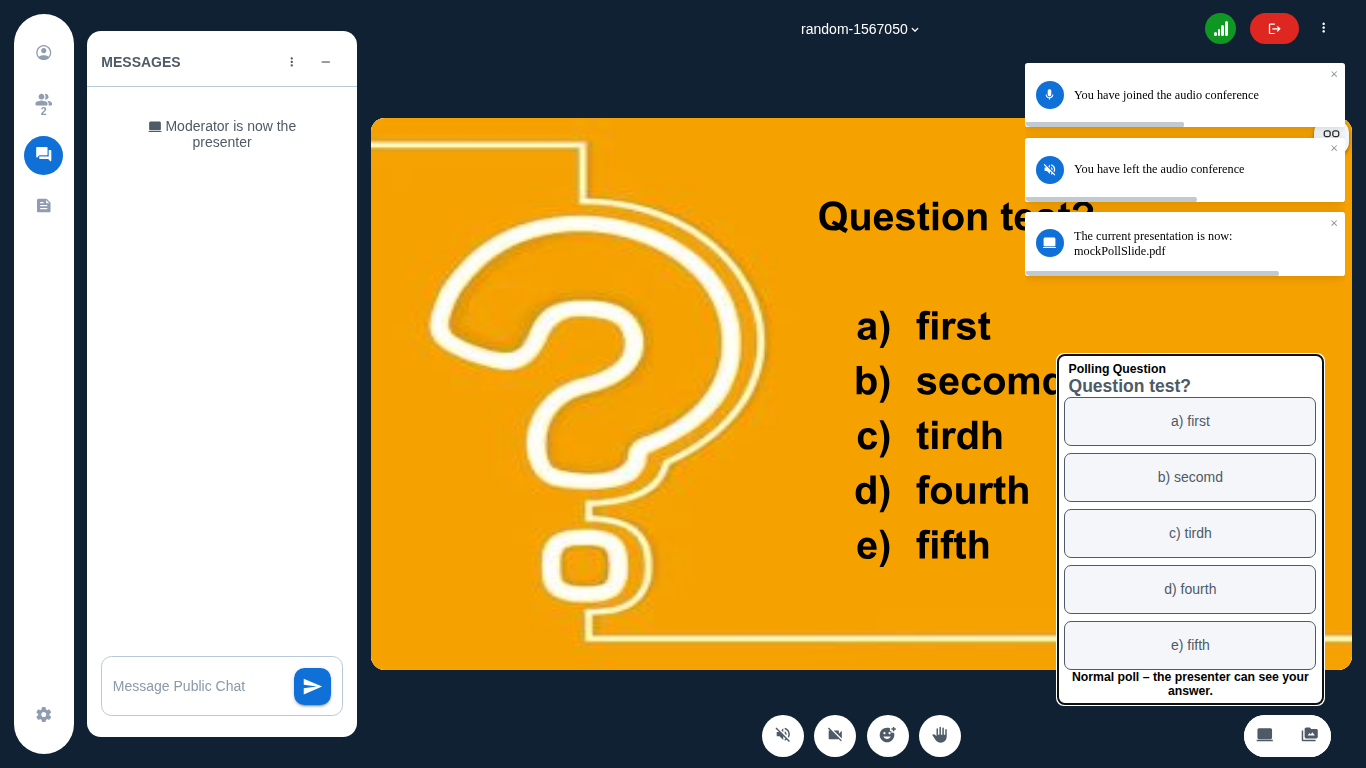 random-1567050
2
MESSAGES
Moderator is now the
presenter
Message Public Chat
You have joined the audio conference
You have left the audio conference
The current presentation is now:
mockPollSlide.pdf
Question test?
a) first
b) secomd
c) tirdh
d) fourth
e) fifth
Polling Question
Question test?
a) first
b) secomd
c) tirdh
d) fourth
e) fifth
Normal poll – the presenter can see your
answer.